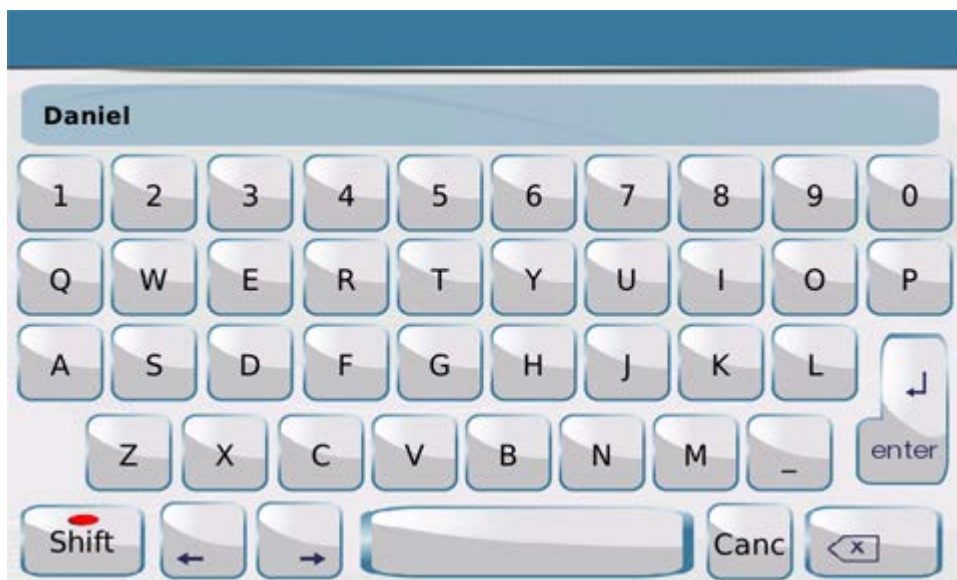 Daniel
1 2 3 4 5 6 7 8 9 0
Q W E R T Y U I O P
A S D F G H J K L
Z X C V B N M _ enter
Shift Canc x